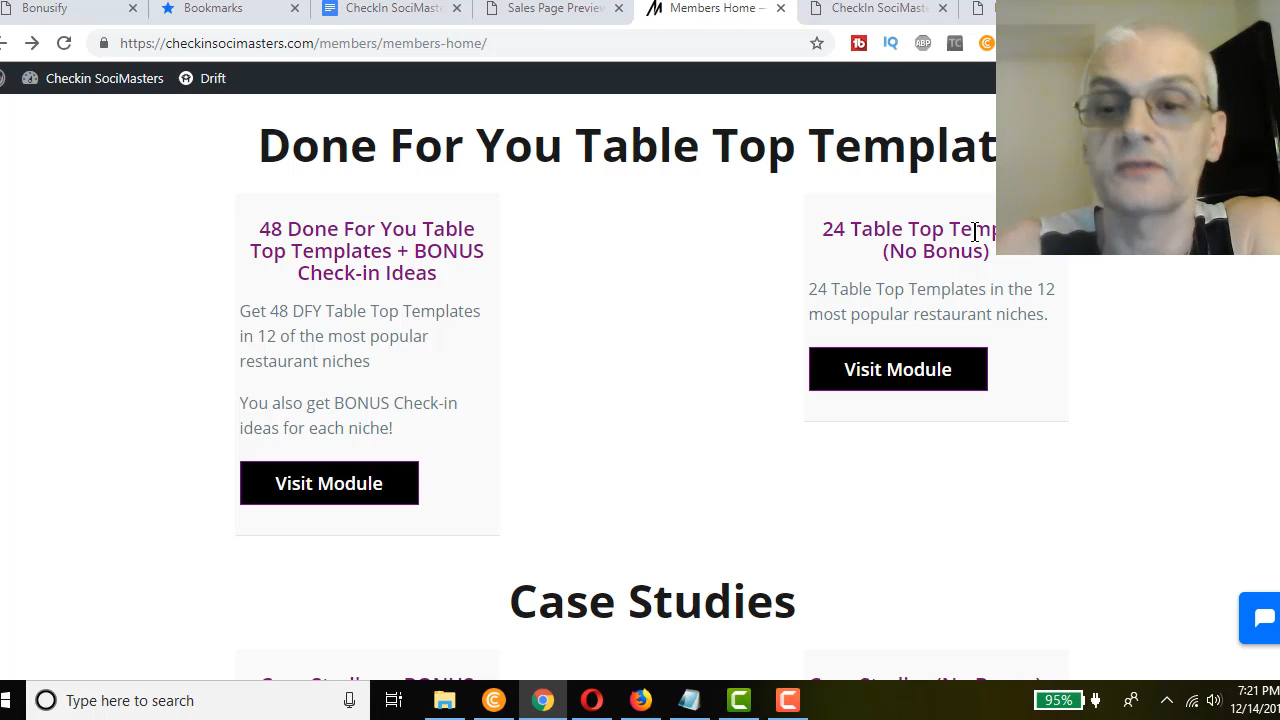 Bonusify
Bookmarks
CheckIn SociMasters
Sales Page Preview
Members Home —
CheckIn SociMas
https://checkinsocimasters.com/members/members-home/
Checkin SociMasters
Drift
Done For You Table Top Templat
48 Done For You Table
Top Templates + BONUS
Check-in Ideas
Get 48 DFY Table Top Templates
in 12 of the most popular
restaurant niches
You also get BONUS Check-in
ideas for each niche!
Visit Module
24 Table Top Temp
(No Bonus)
24 Table Top Templates in the 12
most popular restaurant niches.
Visit Module
Case Studies
Type here to search
95%
7:21 PM
12/14/201